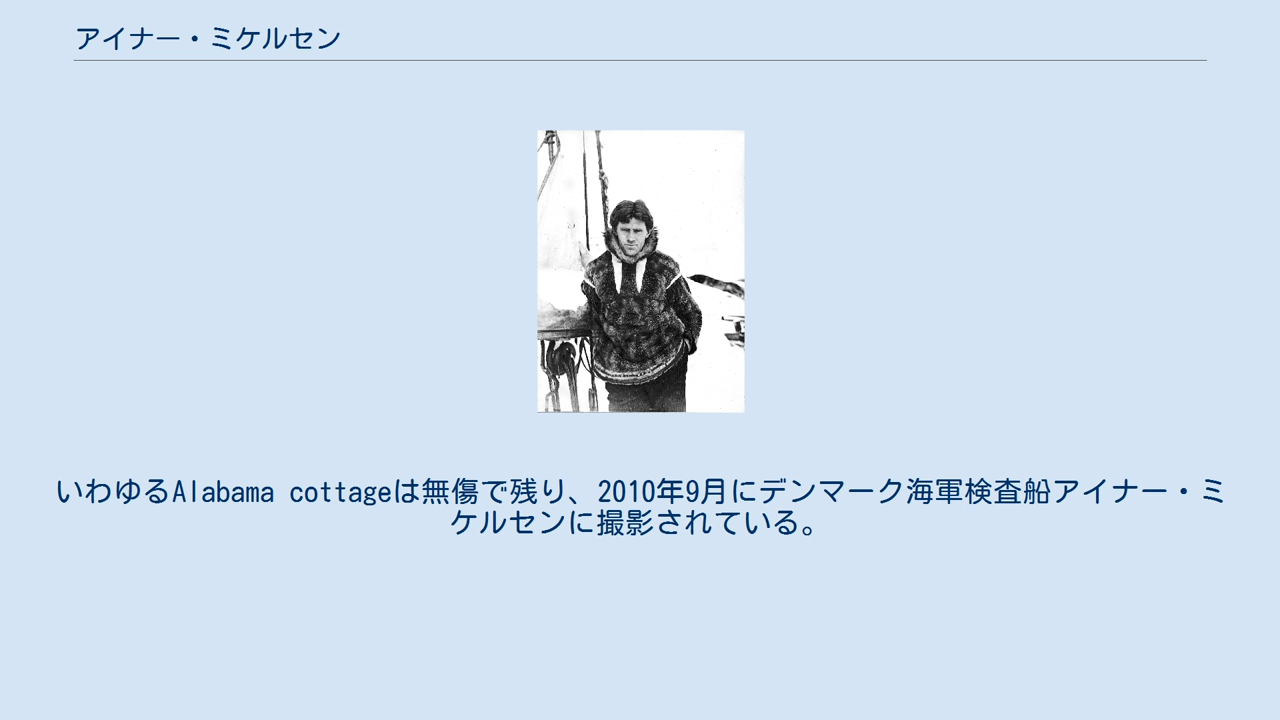 アイナー・ミケルセン
いわゆるAlabama cottageは無傷で残り、2010年9月にデンマーク海軍検査船アイナー・ミ
ケルセンに撮影されている。